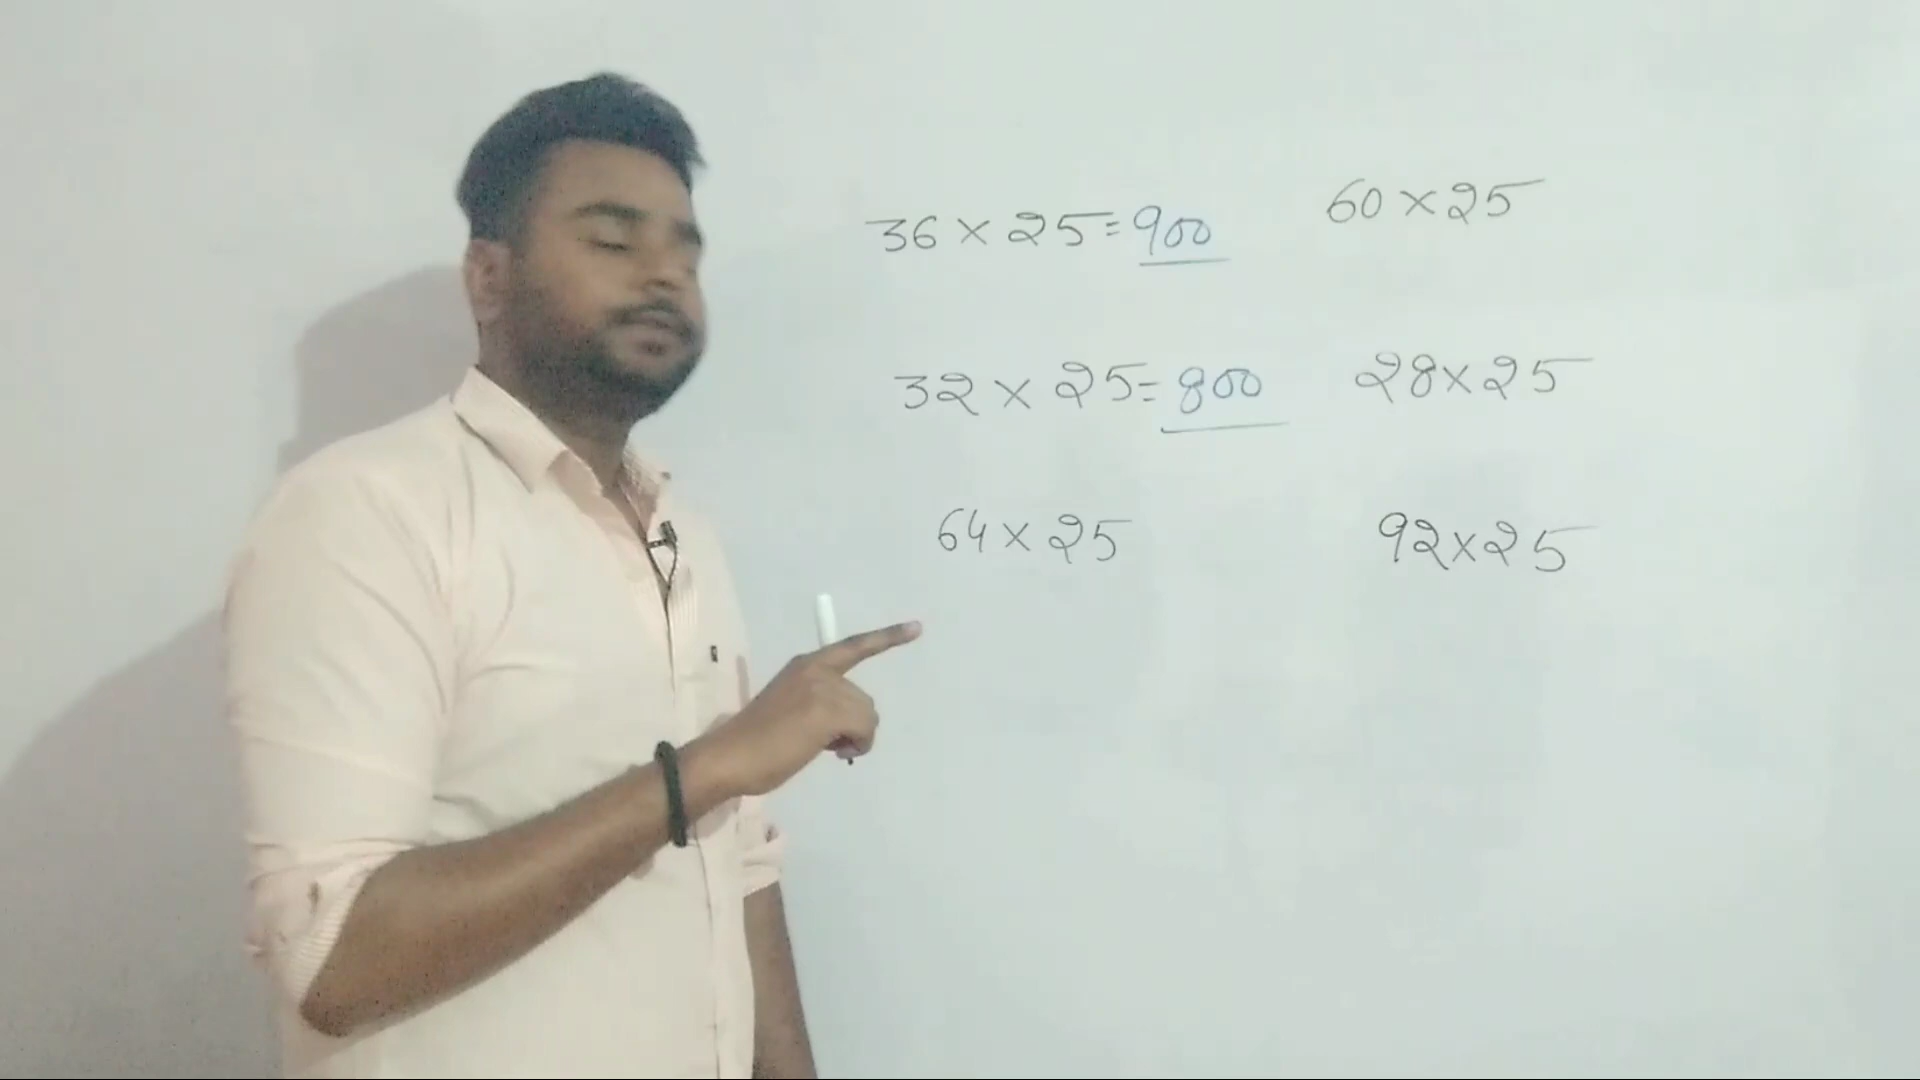 36 × 25 = 900
60 × 25
32 × 25 = 800
28 × 25
64 × 25
92 × 25